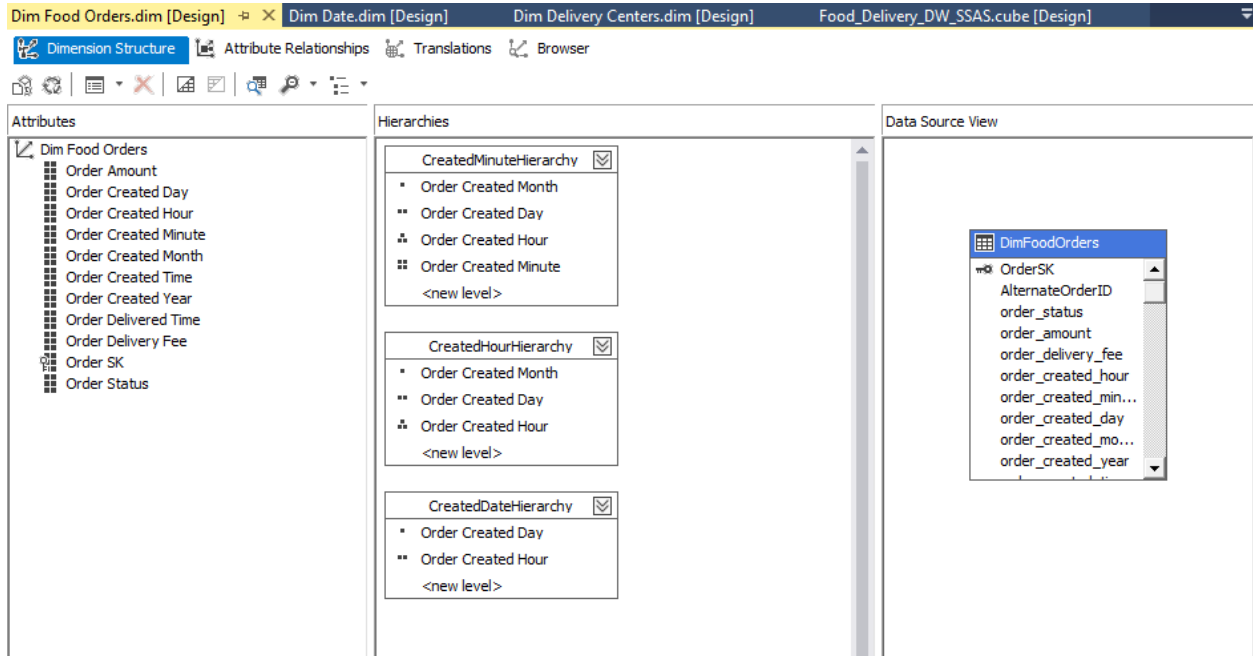 Dim Food Orders.dim [Design] Dim Date.dim [Design] Dim Delivery Centers.dim [Design] Food_Delivery_DW_SSAS.cube [Design]
Dimension Structure Attribute Relationships Translations Browser
Attributes
Dim Food Orders
Order Amount
Order Created Day
Order Created Hour
Order Created Minute
Order Created Month
Order Created Time
Order Created Year
Order Delivered Time
Order Delivery Fee
Order SK
Order Status
Hierarchies
CreatedMinuteHierarchy
Order Created Month
Order Created Day
Order Created Hour
Order Created Minute
<new level>
CreatedHourHierarchy
Order Created Month
Order Created Day
Order Created Hour
<new level>
CreatedDateHierarchy
Order Created Day
Order Created Hour
<new level>
Data Source View
DimFoodOrders
OrderSK
AlternateOrderID
order_status
order_amount
order_delivery_fee
order_created_hour
order_created_min...
order_created_day
order_created_mo...
order_created_year